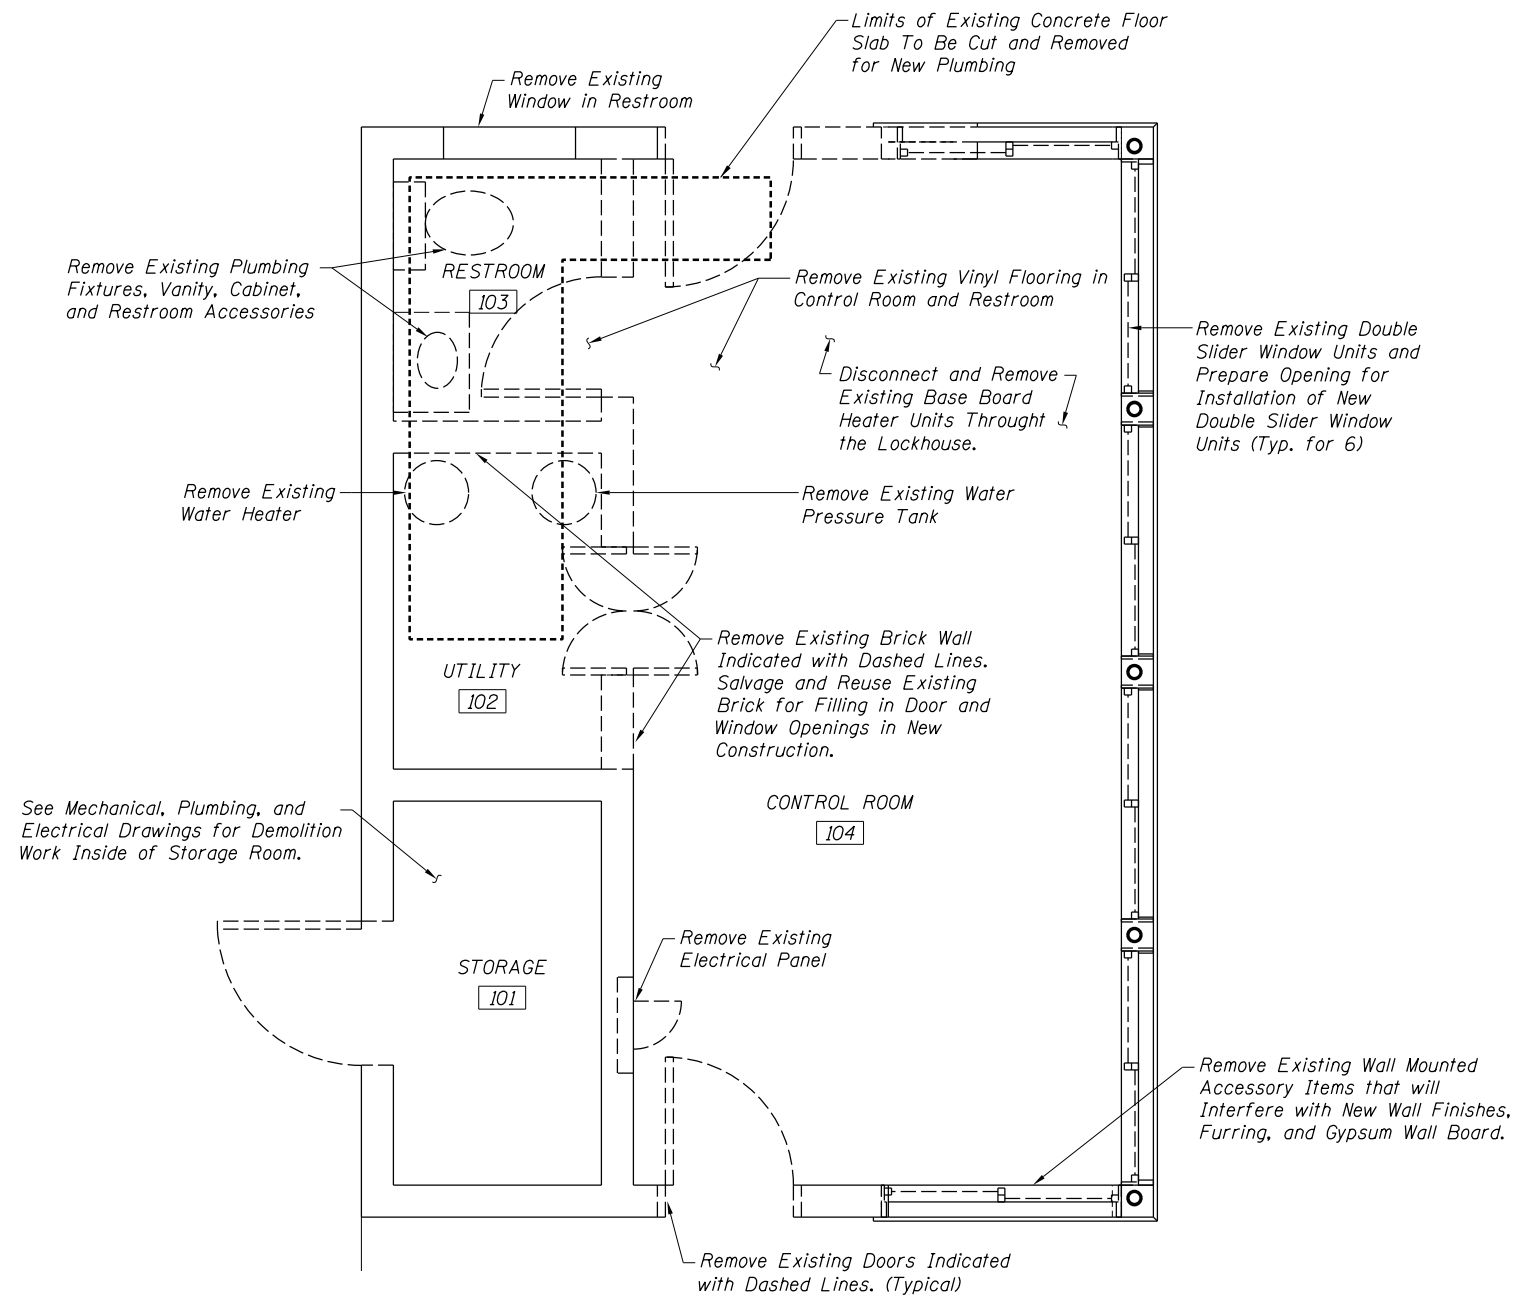 Limits of Existing Concrete Floor
Slab To Be Cut and Removed
for New Plumbing
Remove Existing
Window in Restroom
Remove Existing Plumbing
Fixtures, Vanity, Cabinet,
and Restroom Accessories
RESTROOM
103
Remove Existing Vinyl Flooring in
Control Room and Restroom
Remove Existing Double
Slider Window Units and
Prepare Opening for
Installation of New
Double Slider Window
Units (Typ. for 6)
Disconnect and Remove
Existing Base Board
Heater Units Throught
the Lockhouse.
Remove Existing
Water Heater
Remove Existing Water
Pressure Tank
Remove Existing Brick Wall
Indicated with Dashed Lines.
Salvage and Reuse Existing
Brick for Filling in Door and
Window Openings in New
Construction.
UTILITY
102
See Mechanical, Plumbing, and
Electrical Drawings for Demolition
Work Inside of Storage Room.
CONTROL ROOM
104
Remove Existing
Electrical Panel
STORAGE
101
Remove Existing Wall Mounted
Accessory Items that will
Interfere with New Wall Finishes,
Furring, and Gypsum Wall Board.
Remove Existing Doors Indicated
with Dashed Lines. (Typical)